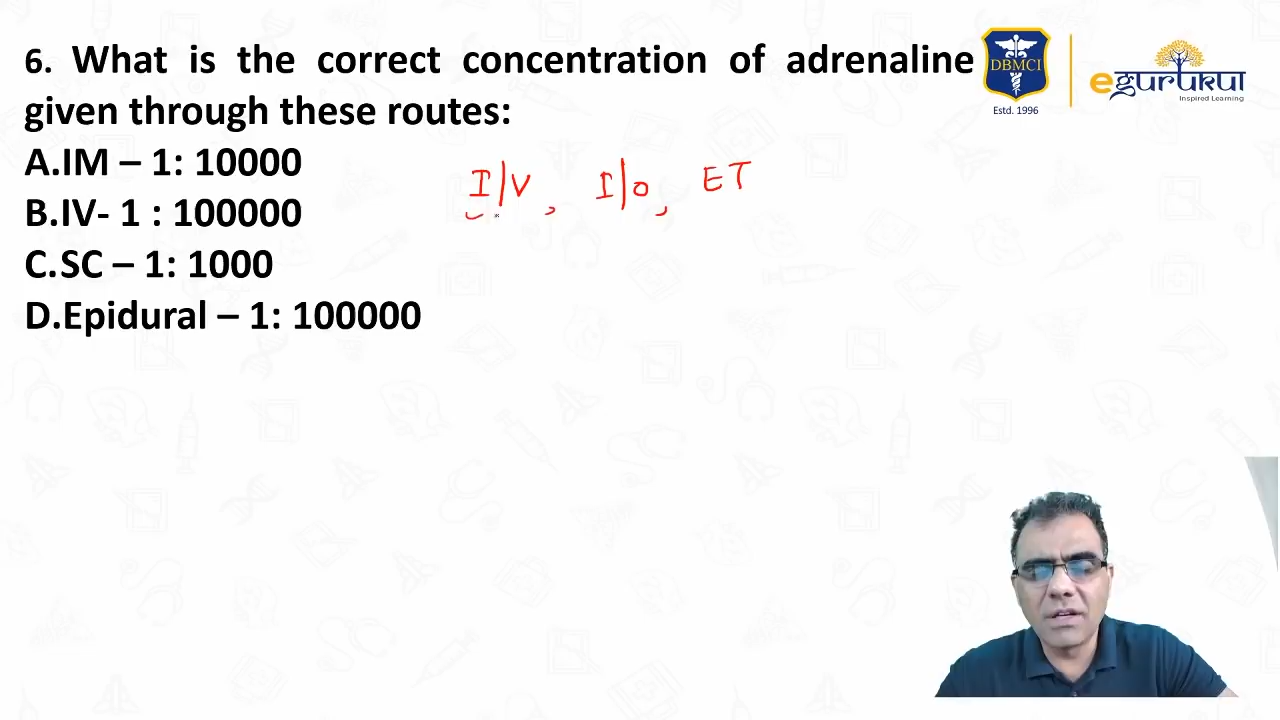 6. What is the correct concentration of adrenaline
given through these routes:
A.IM – 1: 10000
B.IV- 1 : 100000
C.SC – 1: 1000
D.Epidural – 1: 100000
I/V, I/O, ET
DBMCI
Estd. 1996
egurukul
Inspired Learning